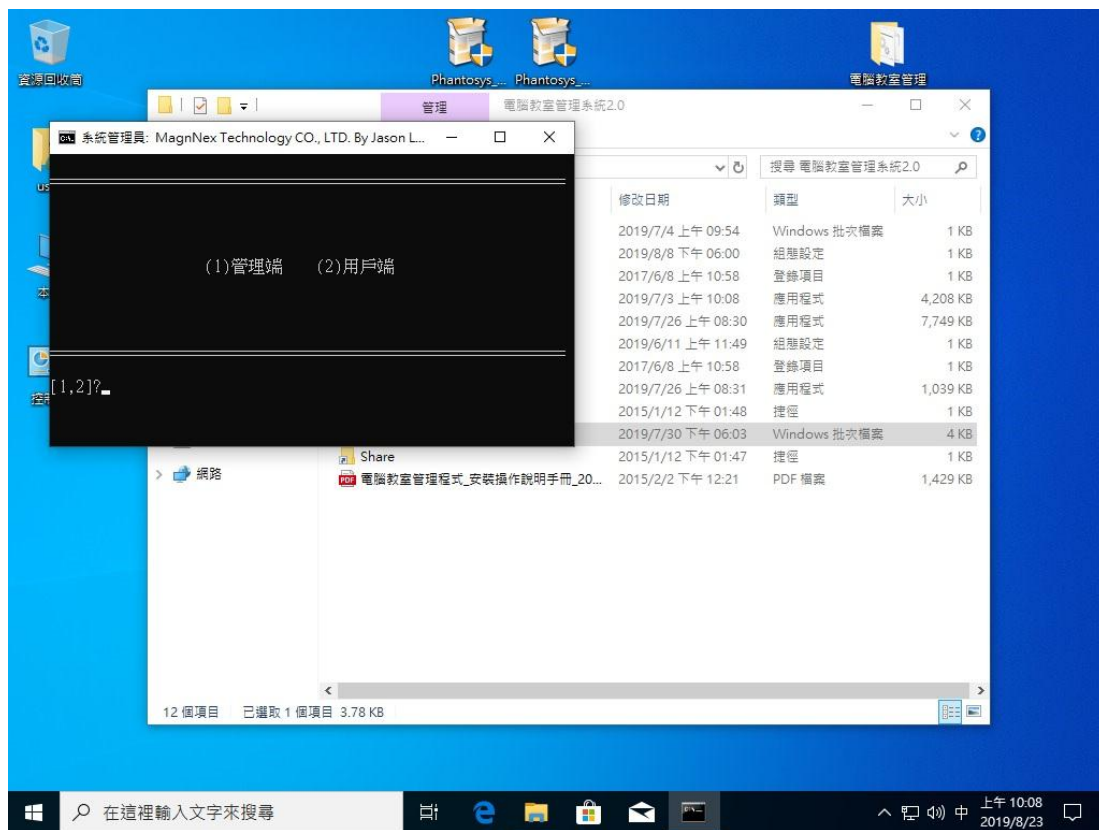 資源回收筒
Phantosys_...
Phantosys_...
電腦教室管理
管理
電腦教室管理系統2.0
系統管理員: MagnNex Technology CO., LTD. By Jason L...
搜尋 電腦教室管理系統2.0
us
本
控制
(1)管理端 (2)用戶端
[1,2]?
修改日期 類型 大小
2019/7/4 上午 09:54 Windows 批次檔案 1 KB
2019/8/8 下午 06:00 組態設定 1 KB
2017/6/8 上午 10:58 登錄項目 1 KB
2019/7/3 上午 10:08 應用程式 4,208 KB
2019/7/26 上午 08:30 應用程式 7,749 KB
2019/6/11 上午 11:49 組態設定 1 KB
2017/6/8 上午 10:58 登錄項目 1 KB
2019/7/26 上午 08:31 應用程式 1,039 KB
2015/1/12 下午 01:48 捷徑 1 KB
2019/7/30 下午 06:03 Windows 批次檔案 4 KB
Share 2015/1/12 下午 01:47 捷徑 1 KB
電腦教室管理程式_安裝操作說明手冊_20... 2015/2/2 下午 12:21 PDF 檔案 1,429 KB
網路
12 個項目 已選取 1 個項目 3.78 KB
在這裡輸入文字來搜尋
中
上午 10:08
2019/8/23